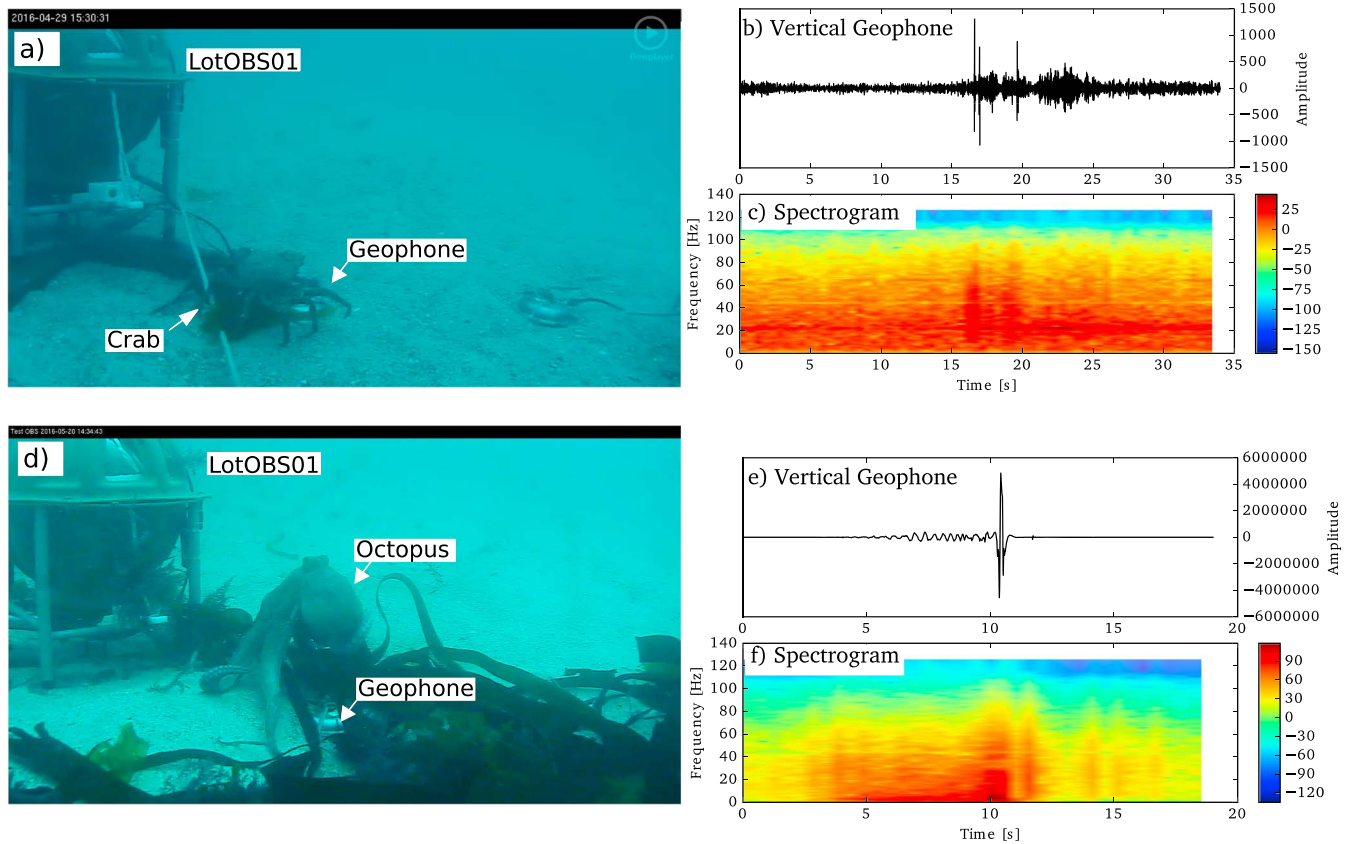 2016-04-29 15:30:31
a)
LotOBS01
Geophone
Crab
b) Vertical Geophone
1500
1000
500
0
−500
−1000
−1500
Amplitude
0 5 10 15 20 25 30 35
c) Spectrogram
140
120
100
80
60
40
20
0
Frequency [Hz]
0 5 10 15 20 25 30 35
Time [s]
25
0
−25
−50
−75
−100
−125
−150
Test OBS 2016-05-20 14:34:43
d)
LotOBS01
Octopus
Geophone
e) Vertical Geophone
6000000
4000000
2000000
0
−2000000
−4000000
−6000000
Amplitude
0 5 10 15 20
f) Spectrogram
140
120
100
80
60
40
20
0
Frequency [Hz]
0 5 10 15 20
Time [s]
90
60
30
0
−30
−60
−90
−120